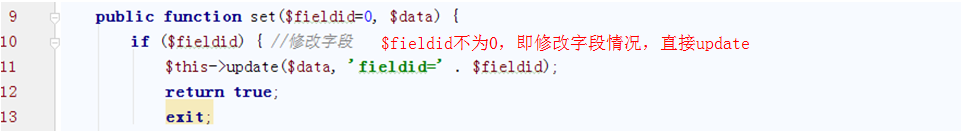 9 public function set($fieldid=0, $data) {
10 if ($fieldid) { //修改字段 $fieldid不为0，即修改字段情况，直接update
11 $this->update($data, 'fieldid=' . $fieldid);
12 return true;
13 exit;